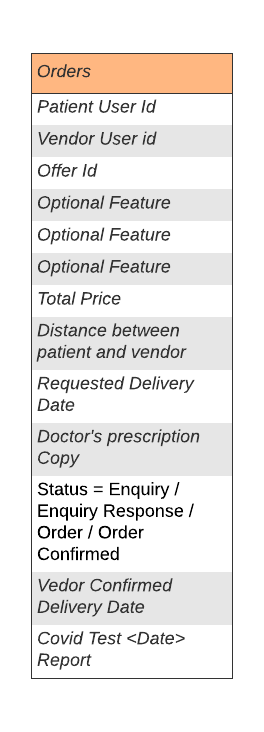 Orders
Patient User Id
Vendor User id
Offer Id
Optional Feature
Optional Feature
Optional Feature
Total Price
Distance between
patient and vendor
Requested Delivery
Date
Doctor's prescription
Copy
Status = Enquiry /
Enquiry Response /
Order / Order
Confirmed
Vedor Confirmed
Delivery Date
Covid Test <Date>
Report